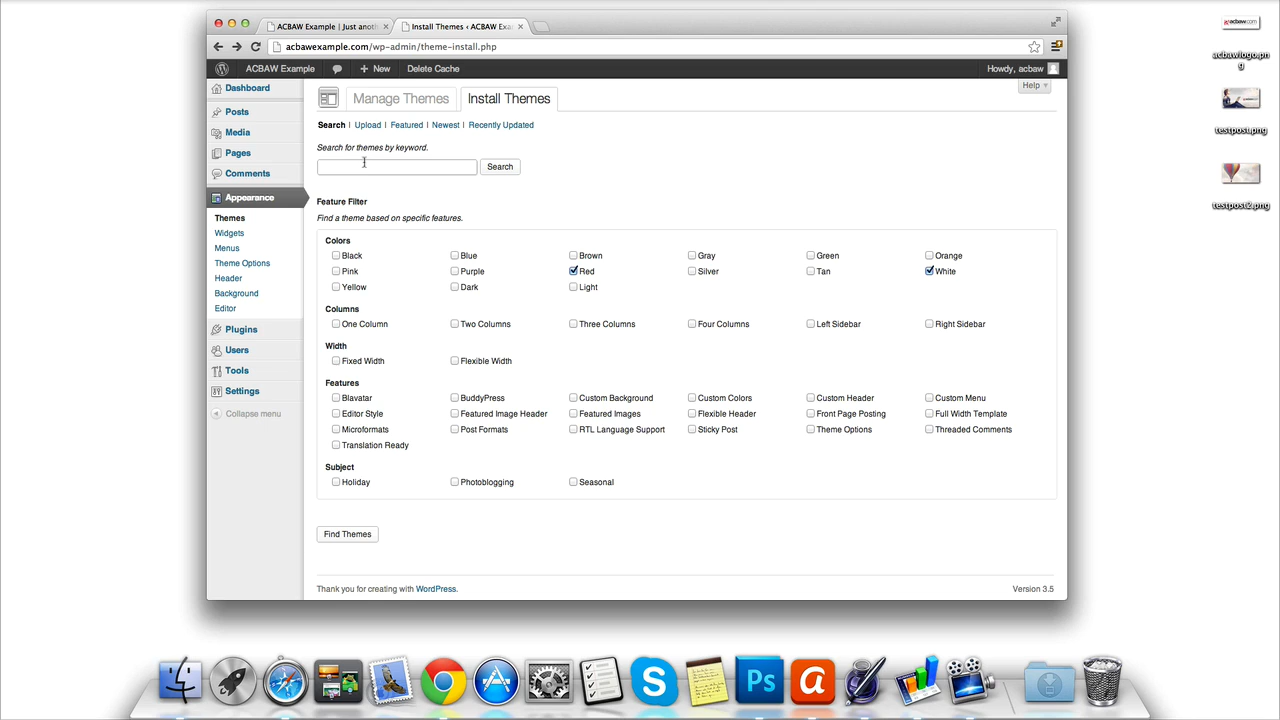 ACBAW Example | Just anot
Install Themes ‹ ACBAW Exa
acbawexample.com/wp-admin/theme-install.php
ACBAW Example
+ New
Delete Cache
Howdy, acbaw
Dashboard
Posts
Media
Pages
Comments
Appearance
Themes
Widgets
Menus
Theme Options
Header
Background
Editor
Plugins
Users
Tools
Settings
Collapse menu
Manage Themes
Install Themes
Help
Search | Upload | Featured | Newest | Recently Updated
Search for themes by keyword.
Search
Feature Filter
Find a theme based on specific features.
Colors
Black Blue Brown Gray Green Orange
Pink Purple Red Silver Tan White
Yellow Dark Light
Columns
One Column Two Columns Three Columns Four Columns Left Sidebar Right Sidebar
Width
Fixed Width Flexible Width
Features
Blavatar BuddyPress Custom Background Custom Colors Custom Header Custom Menu
Editor Style Featured Image Header Featured Images Flexible Header Front Page Posting Full Width Template
Microformats Post Formats RTL Language Support Sticky Post Theme Options Threaded Comments
Translation Ready
Subject
Holiday Photoblogging Seasonal
Find Themes
Thank you for creating with WordPress.
Version 3.5
acbaw.com
acbawlogo.pn
g
testpost.png
testpost2.png
S
Ps
a